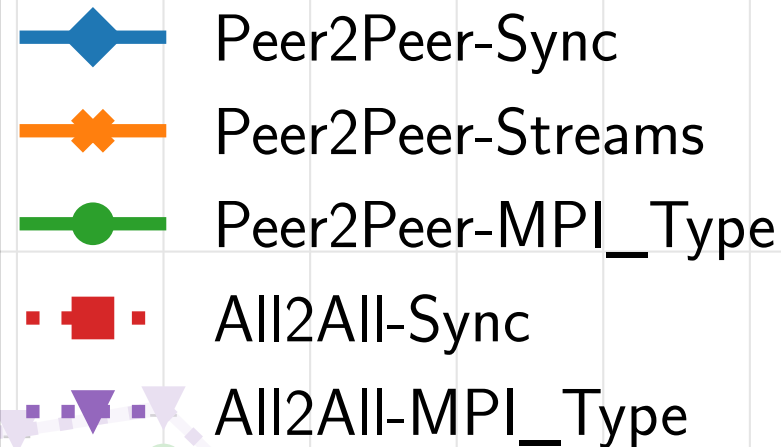 Peer2Peer-Sync
Peer2Peer-Streams
Peer2Peer-MPI_Type
All2All-Sync
All2All-MPI_Type